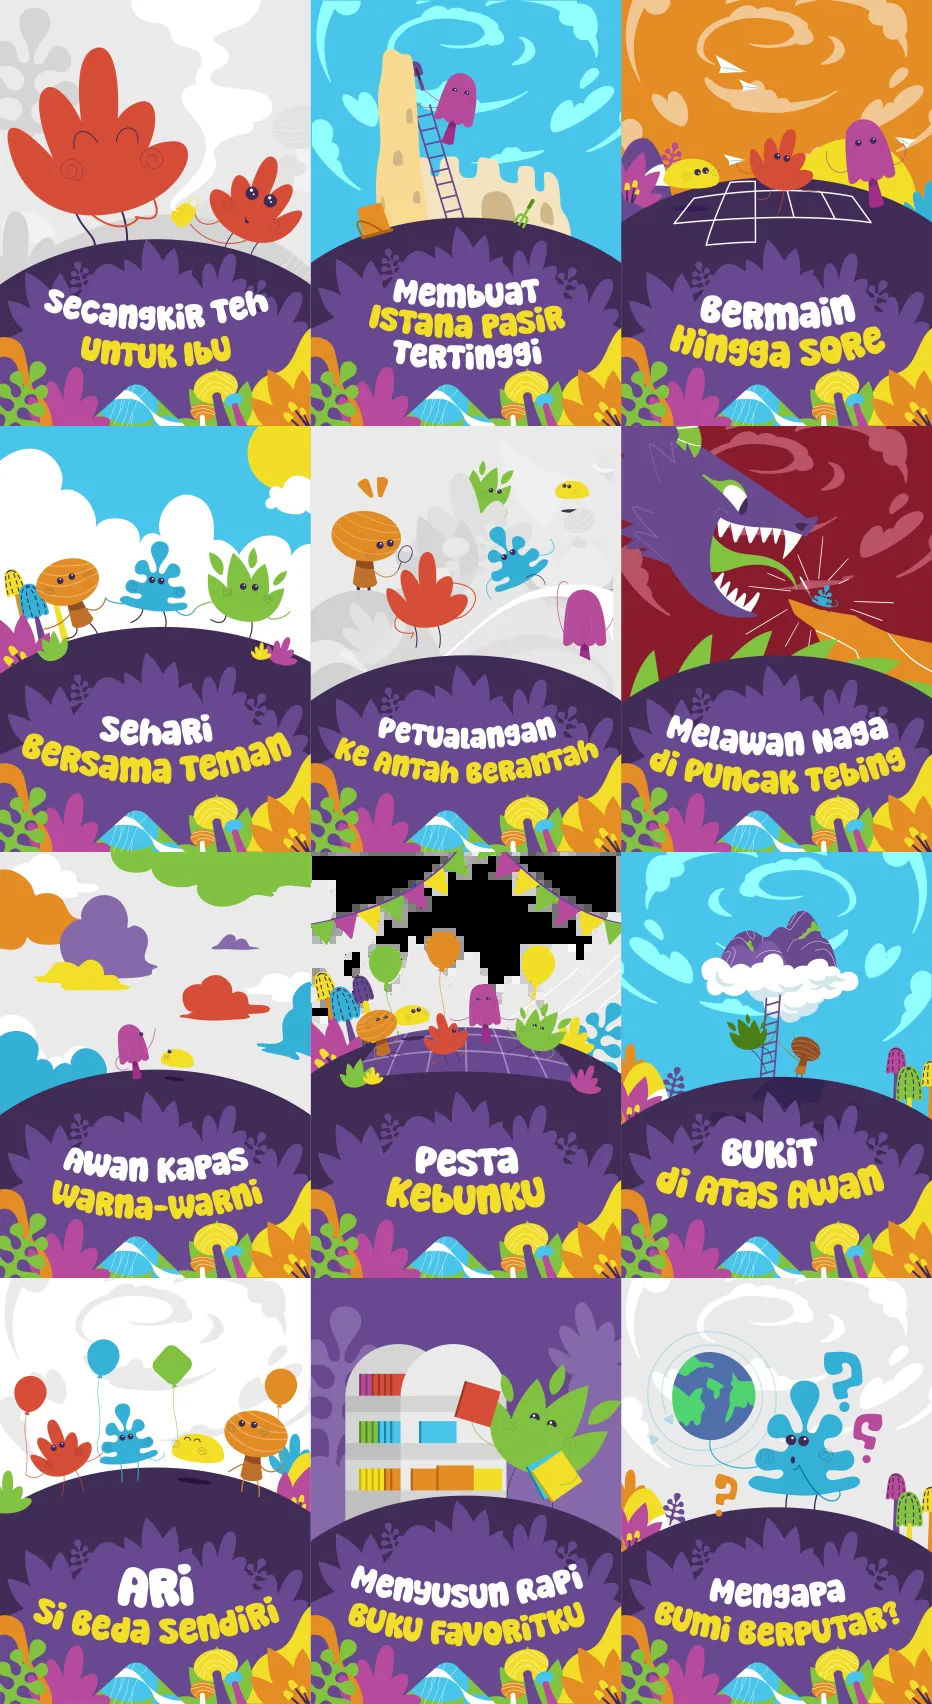 Secangkir Teh
untuk Ibu
Membuat
Istana Pasir
Tertinggi
Bermain
Hingga Sore
Sehari
Bersama Teman
Petualangan
Ke Antah Berantah
Melawan Naga
di Puncak Tebing
Awan Kapas
Warna-Warni
Pesta
Kebunku
Bukit
di Atas Awan
Ari
Si Beda Sendiri
Menyusun Rapi
Buku Favoritku
Mengapa
Bumi Berputar?